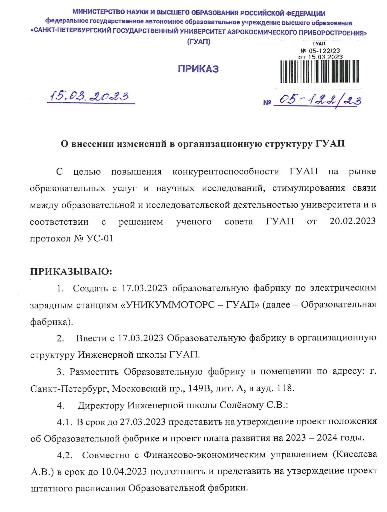 МИНИСТЕРСТВО НАУКИ И ВЫСШЕГО ОБРАЗОВАНИЯ РОССИЙСКОЙ ФЕДЕРАЦИИ
федеральное государственное автономное образовательное учреждение высшего образования
«САНКТ-ПЕТЕРБУРГСКИЙ ГОСУДАРСТВЕННЫЙ УНИВЕРСИТЕТ АЭРОКОСМИЧЕСКОГО ПРИБОРОСТРОЕНИЯ»
(ГУАП)
ГУАП
№ 05-122/23
от 15.03.2023
ПРИКАЗ
15.03.2023
№ 05-122/23
О внесении изменений в организационную структуру ГУАП
С целью повышения конкурентоспособности ГУАП на рынке
образовательных услуг и научных исследований, стимулирования связи
между образовательной и исследовательской деятельностью университета и в
соответствии с решением ученого совета ГУАП от 20.02.2023
протокол № УС-01
ПРИКАЗЫВАЮ:
1. Создать с 17.03.2023 образовательную фабрику по электрическим
зарядным станциям «УНИКУММОТОРС – ГУАП» (далее – Образовательная
фабрика).
2. Ввести с 17.03.2023 Образовательную фабрику в организационную
структуру Инженерной школы ГУАП.
3. Разместить Образовательную фабрику в помещении по адресу: г.
Санкт-Петербург, Московский пр., 149В, лит. А, в ауд. 118.
4. Директору Инженерной школы Солёному С.В.:
4.1. В срок до 27.03.2023 представить на утверждение проект положения
об Образовательной фабрике и проект плана развития на 2023 – 2024 годы.
4.2. Совместно с Финансово-экономическим управлением (Киселева
А.В.) в срок до 10.04.2023 подготовить и представить на утверждение проект
штатного расписания Образовательной фабрики.